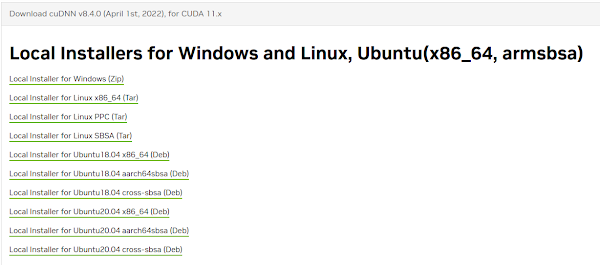 Download cuDNN v8.4.0 (April 1st, 2022), for CUDA 11.x
Local Installers for Windows and Linux, Ubuntu(x86_64, armsbsa)
Local Installer for Windows (Zip)
Local Installer for Linux x86_64 (Tar)
Local Installer for Linux PPC (Tar)
Local Installer for Linux SBSA (Tar)
Local Installer for Ubuntu18.04 x86_64 (Deb)
Local Installer for Ubuntu18.04 aarch64sbsa (Deb)
Local Installer for Ubuntu18.04 cross-sbsa (Deb)
Local Installer for Ubuntu20.04 x86_64 (Deb)
Local Installer for Ubuntu20.04 aarch64sbsa (Deb)
Local Installer for Ubuntu20.04 cross-sbsa (Deb)